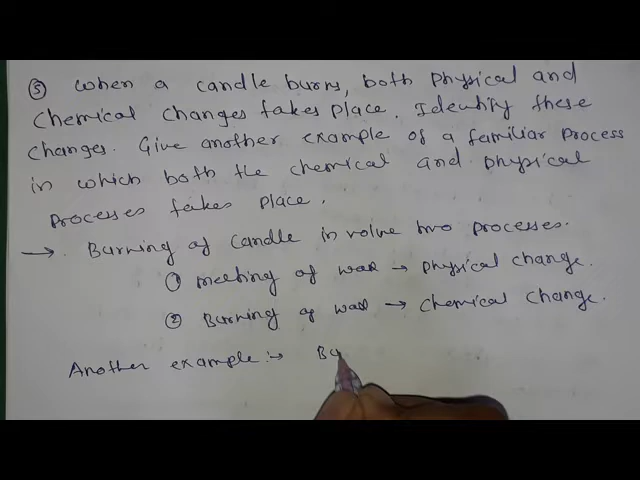 ⑤ When a candle burns, both physical and
chemical changes takes place. Identify these
changes. Give another example of a familiar process
in which both the chemical and physical
processes takes place.
→ Burning of candle involve two processes.
① Melting of wax → physical change.
② Burning of wax → chemical change.
Another example :→ Bu